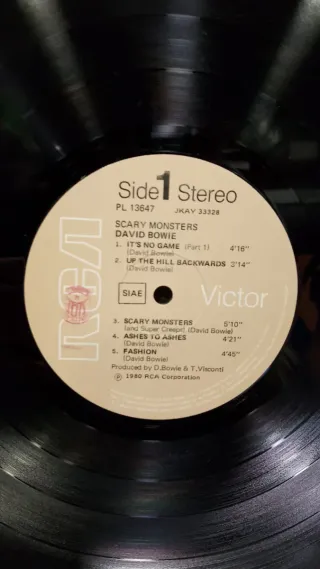 Side 1 Stereo
PL 13647 JKAY 33328
SCARY MONSTERS
DAVID BOWIE
1. IT'S NO GAME (Part 1) 4'16"
(David Bowie)
2. UP THE HILL BACKWARDS 2'14"
(David Bowie)
RCA SIAE Victor
3. SCARY MONSTERS 5'10"
(and Super Creeps) (David Bowie)
4. ASHES TO ASHES 4'21"
(David Bowie)
5. FASHION 4'45"
(David Bowie)
Produced by D.Bowie & T.Visconti
℗ 1980 RCA Corporation